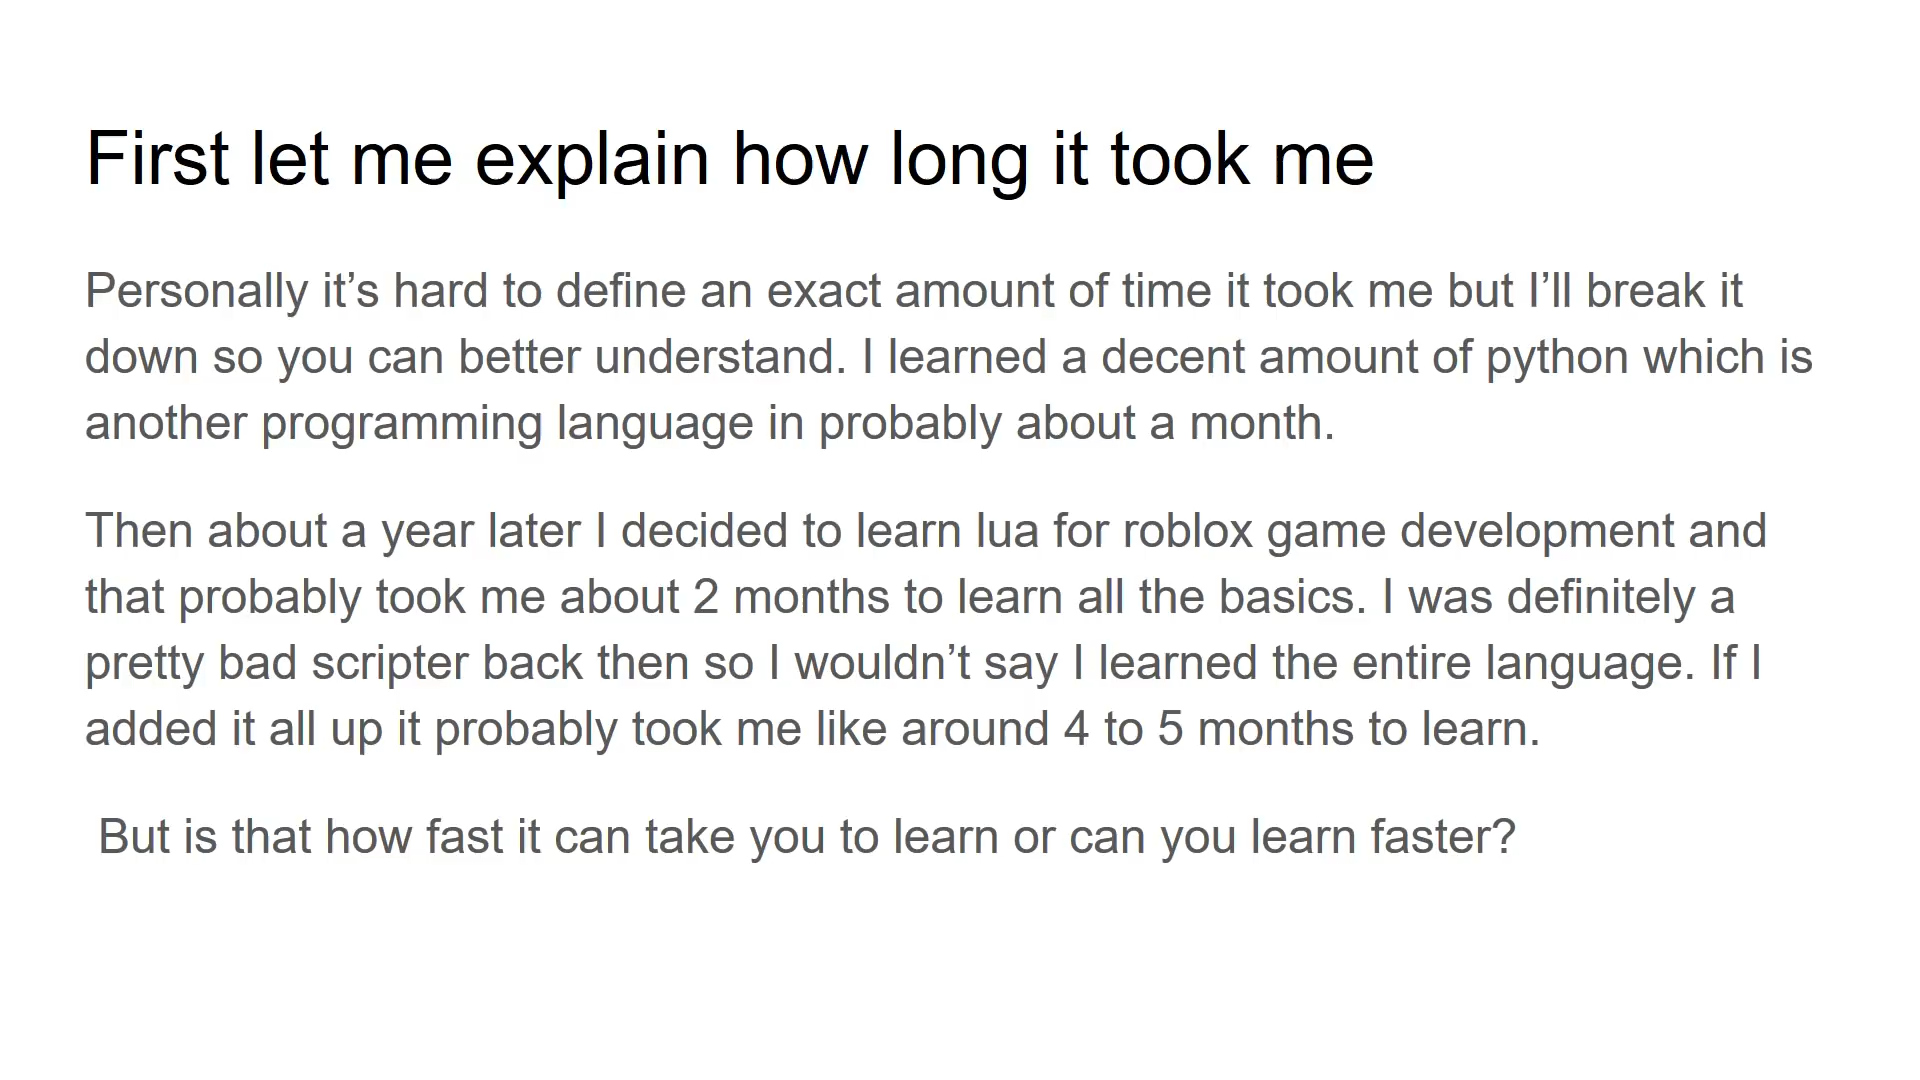 First let me explain how long it took me
Personally it’s hard to define an exact amount of time it took me but I’ll break it
down so you can better understand. I learned a decent amount of python which is
another programming language in probably about a month.
Then about a year later I decided to learn lua for roblox game development and
that probably took me about 2 months to learn all the basics. I was definitely a
pretty bad scripter back then so I wouldn’t say I learned the entire language. If I
added it all up it probably took me like around 4 to 5 months to learn.
But is that how fast it can take you to learn or can you learn faster?